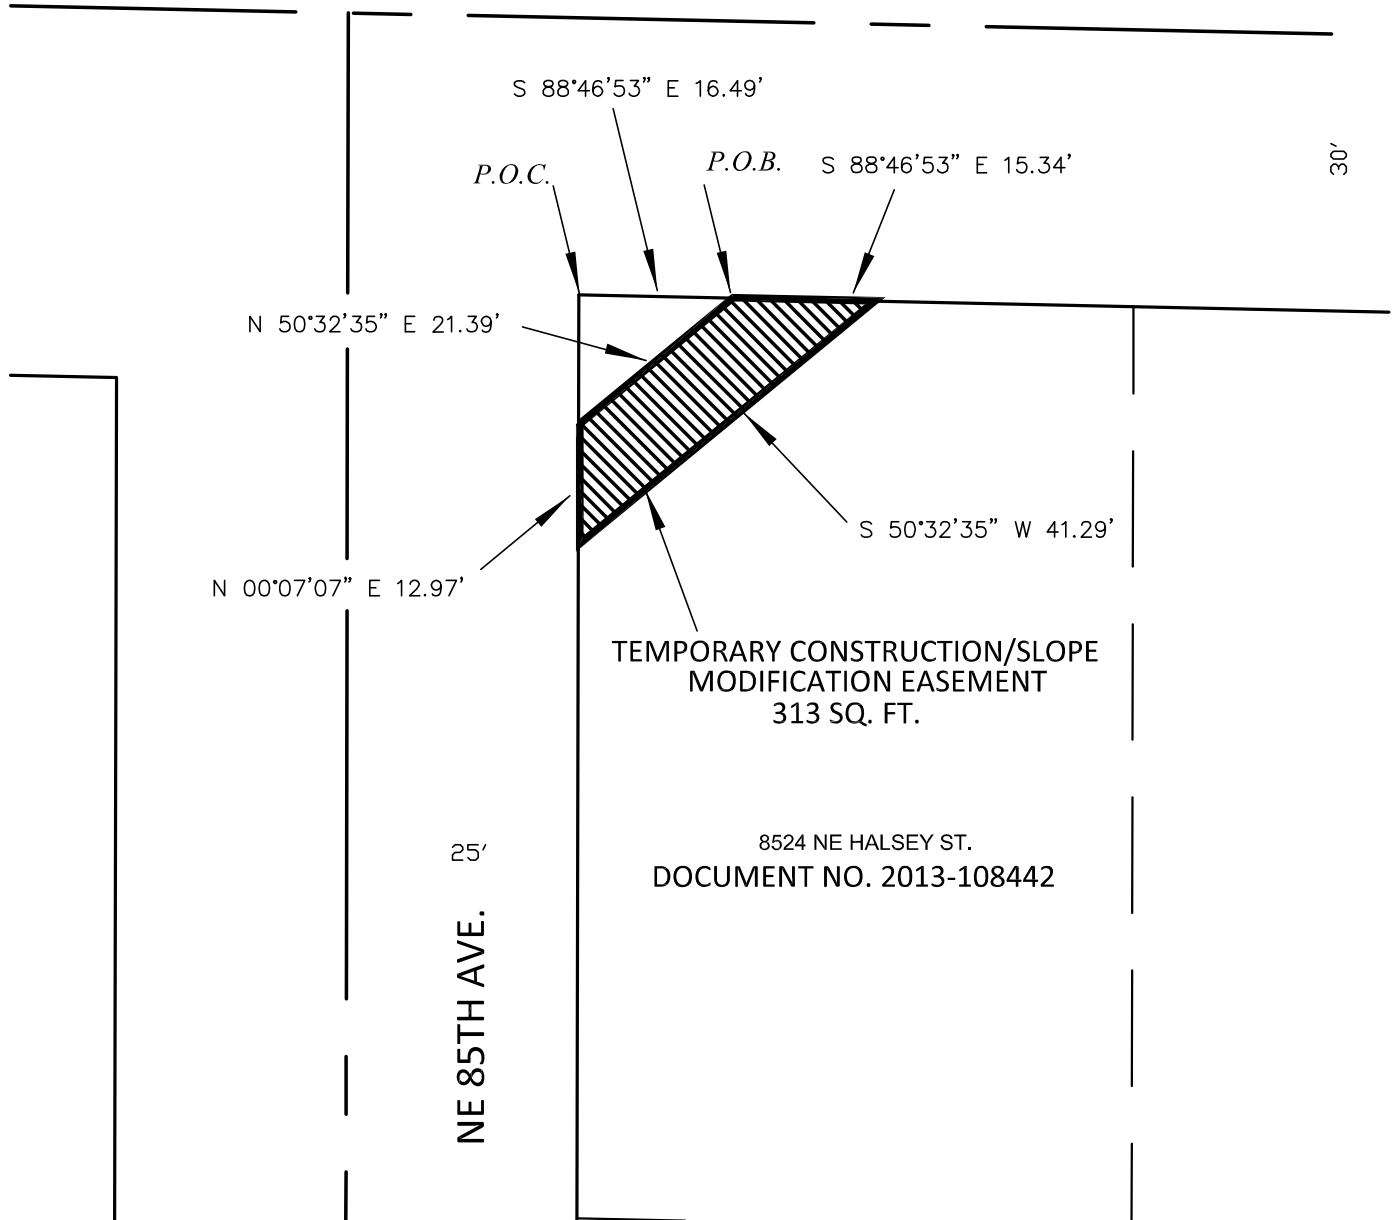 S 88°46’53” E 16.49’
P.O.C.
P.O.B.
S 88°46’53” E 15.34’
30’
N 50°32’35” E 21.39’
S 50°32’35” W 41.29’
N 00°07’07” E 12.97’
TEMPORARY CONSTRUCTION/SLOPE
MODIFICATION EASEMENT
313 SQ. FT.
25’
NE 85TH AVE.
8524 NE HALSEY ST.
DOCUMENT NO. 2013-108442